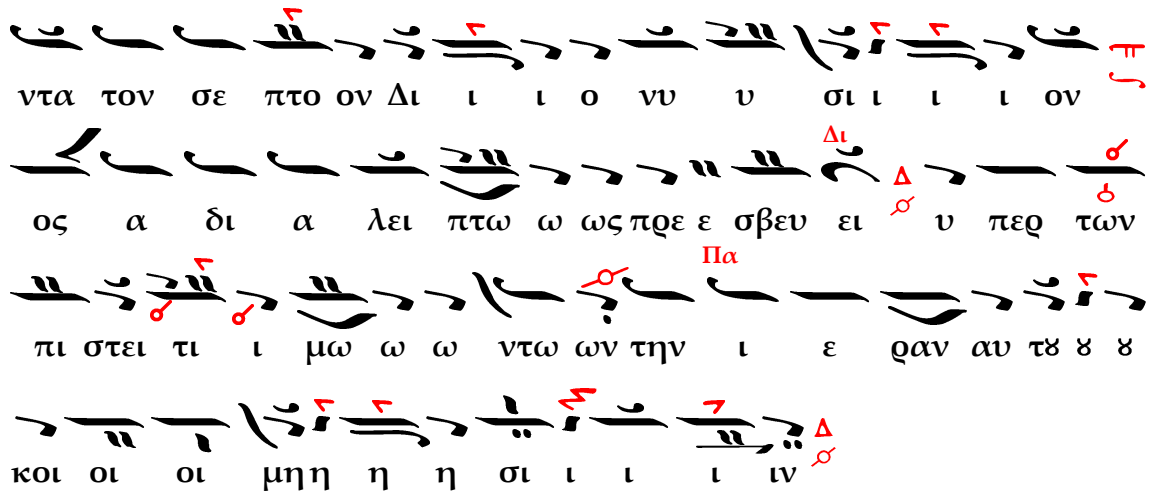 ντα τον σε πτο ον Δι ι ι ο νυ υ σι ι ι ι ον
Δι
ος α δι α λει πτω ω ως πρε ε σβευ ει Δ υ περ των
Πα
πι στει τι ι μω ω ω ντω ων την ι ε ραν αυ τȣ ȣ ȣ
κοι οι οι μη η η η σι ι ι ι ιν Δ